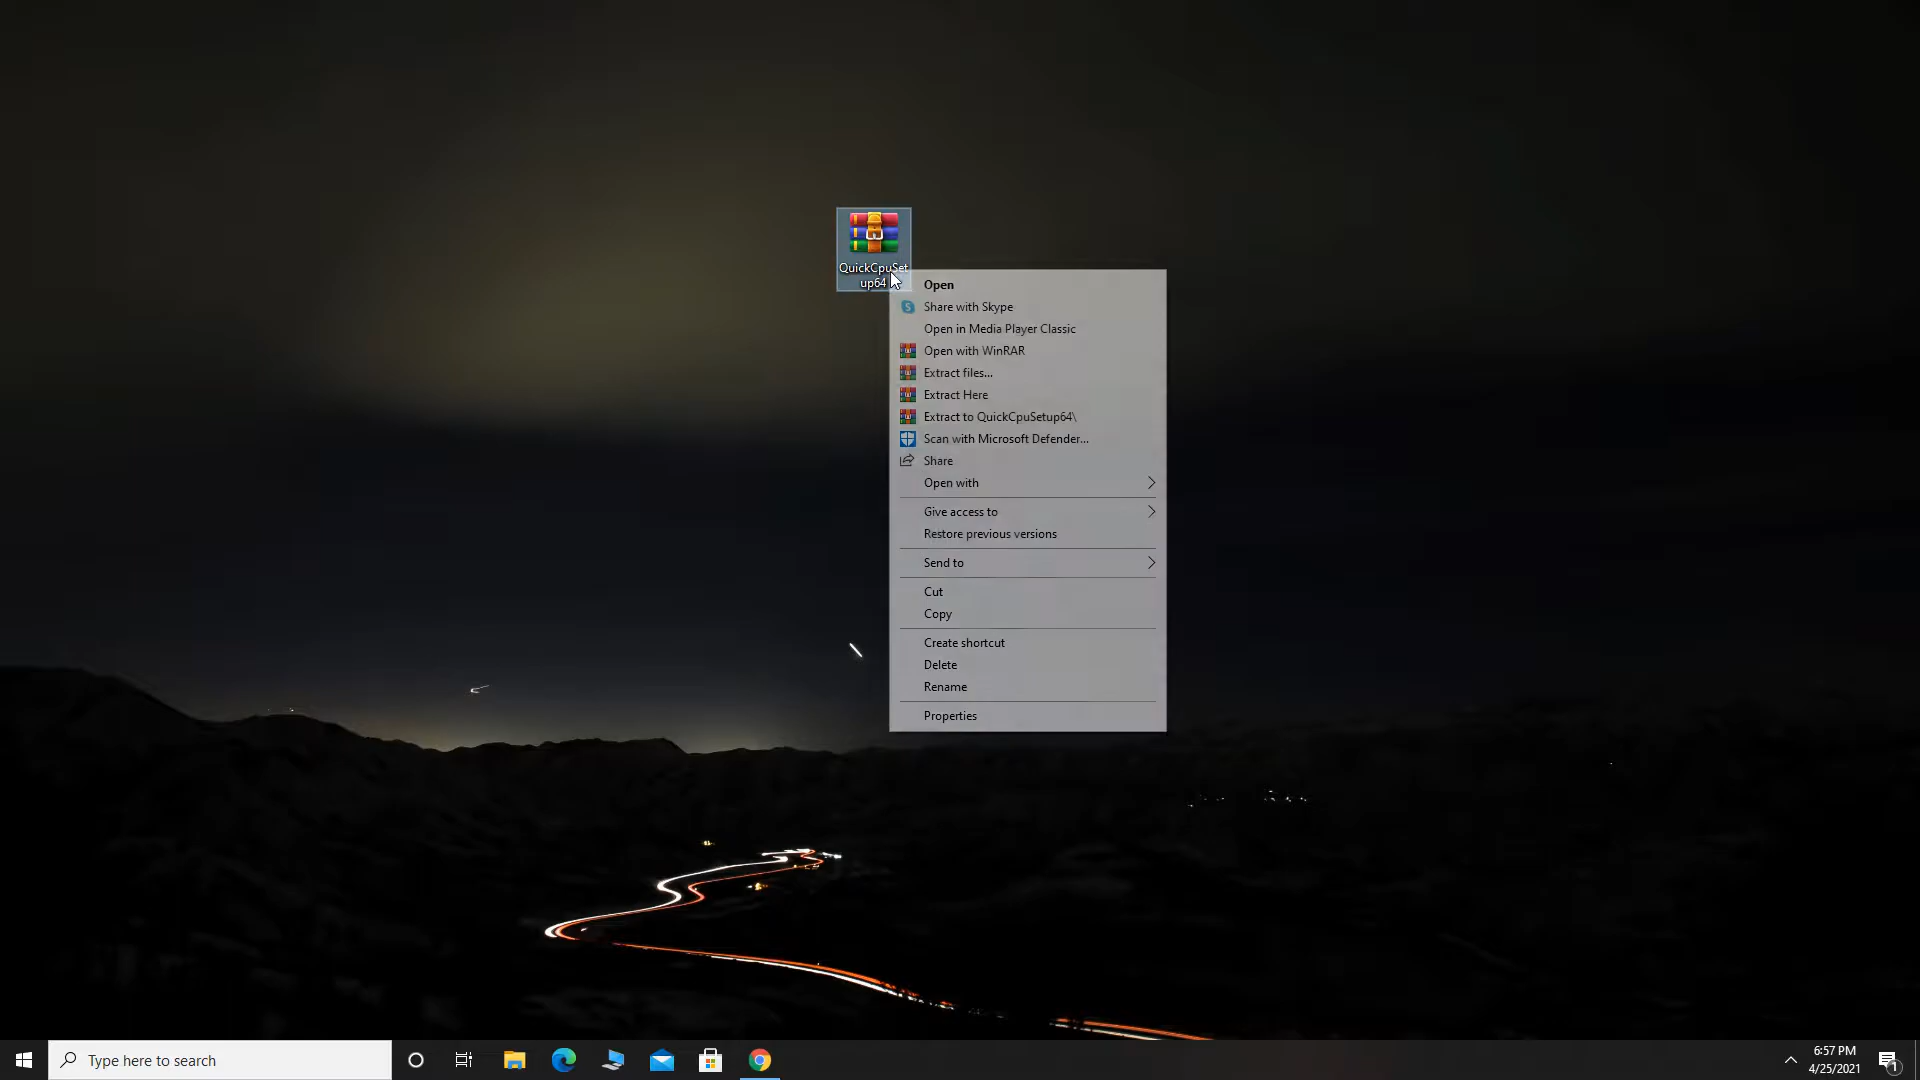 QuickCpuSet
up64
Open
Share with Skype
Open in Media Player Classic
Open with WinRAR
Extract files...
Extract Here
Extract to QuickCpuSetup64\
Scan with Microsoft Defender...
Share
Open with
Give access to
Restore previous versions
Send to
Cut
Copy
Create shortcut
Delete
Rename
Properties
Type here to search
6:57 PM
4/25/2021
1